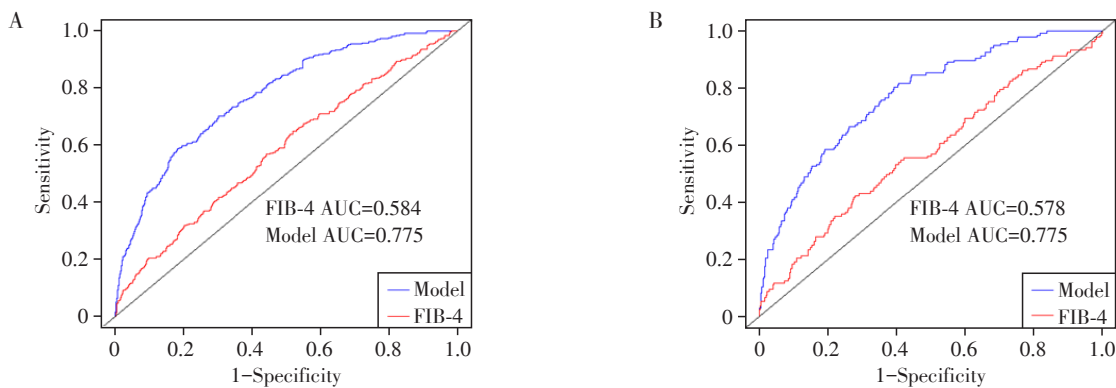 A
1.0
0.8
0.6
0.4
0.2
0
Sensitivity
FIB-4 AUC=0.584
Model AUC=0.775
Model
FIB-4
0 0.2 0.4 0.6 0.8 1.0
1-Specificity
B
1.0
0.8
0.6
0.4
0.2
0
Sensitivity
FIB-4 AUC=0.578
Model AUC=0.775
Model
FIB-4
0 0.2 0.4 0.6 0.8 1.0
1-Specificity